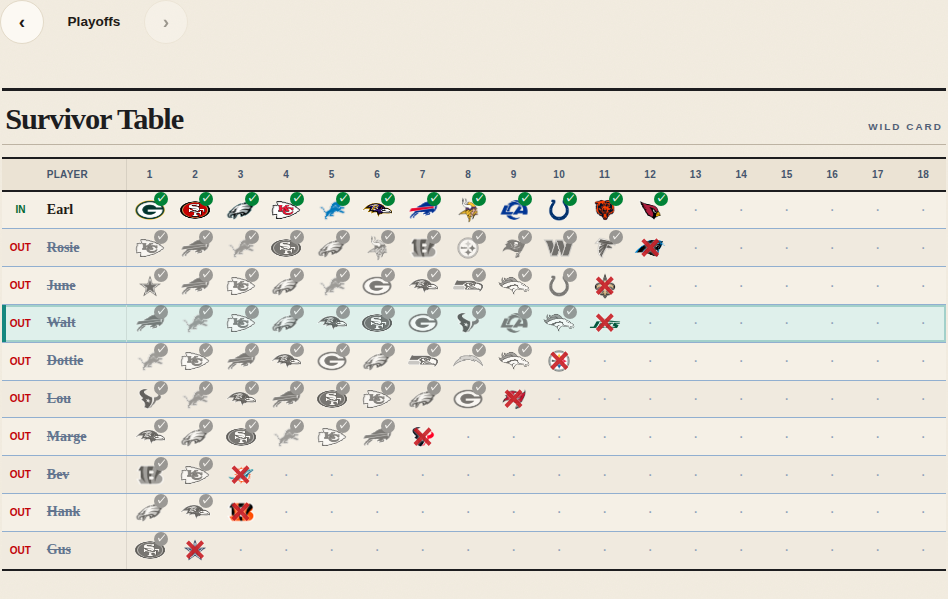 ‹ Playoffs ›
Survivor Table
WILD CARD
PLAYER 1 2 3 4 5 6 7 8 9 10 11 12 13 14 15 16 17 18
IN Earl
OUT Rosie
OUT June
OUT Walt
OUT Dottie
OUT Lou
OUT Marge
OUT Bev
OUT Hank
OUT Gus